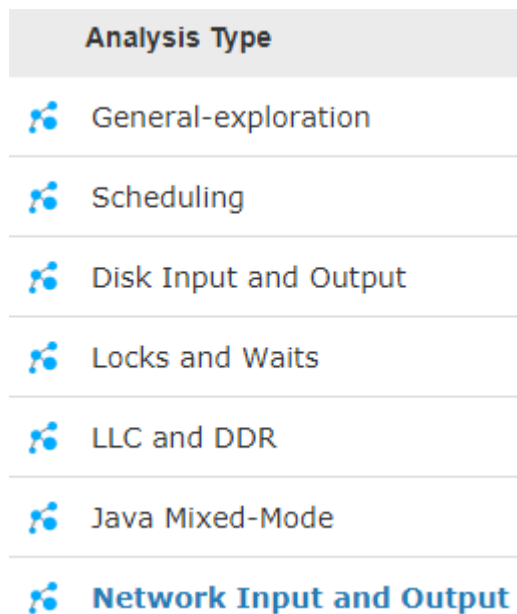 Analysis Type
General-exploration
Scheduling
Disk Input and Output
Locks and Waits
LLC and DDR
Java Mixed-Mode
Network Input and Output